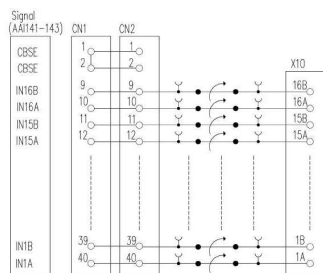 Signal
(AAI141-143) CN1 CN2
CBSE 1 1
CBSE 2 2
X10
IN16B 9 9 16B
IN16A 10 10 16A
IN15B 11 11 15B
IN15A 12 12 15A
IN1B 39 39 1B
IN1A 40 40 1A